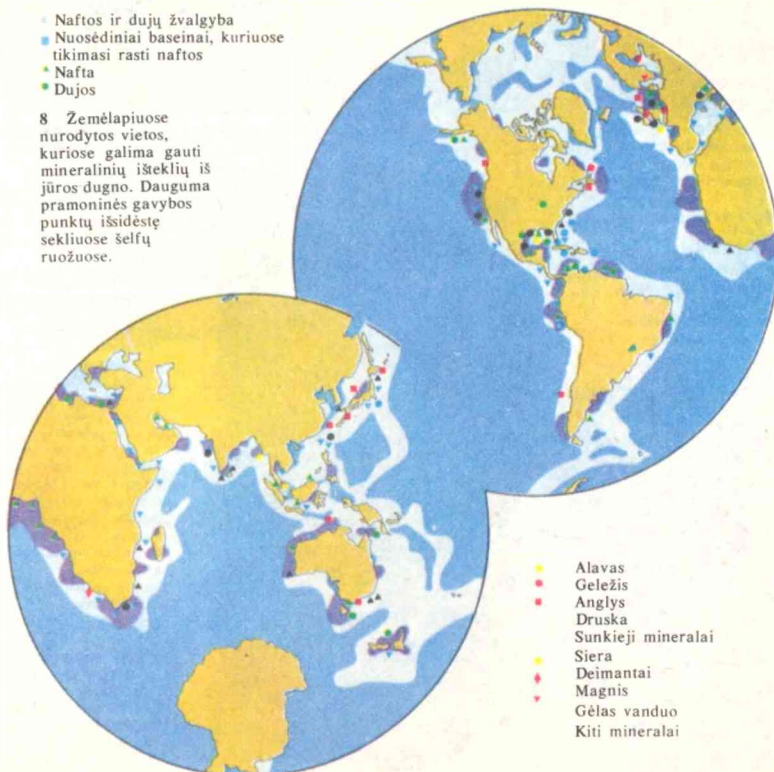 Naftos ir dujų žvalgyba
Nuosėdiniai baseinai, kuriuose
tikimasi rasti naftos
Nafta
Dujos
8 Žemėlapiuose
nurodytos vietos,
kuriose galima gauti
mineralinių išteklių iš
jūros dugno. Dauguma
pramoninės gavybos
punktų išsidėstę
sekliuose šelfų
ruožuose.
Alavas
Geležis
Anglys
Druska
Sunkieji mineralai
Siera
Deimantai
Magnis
Gėlas vanduo
Kiti mineralai